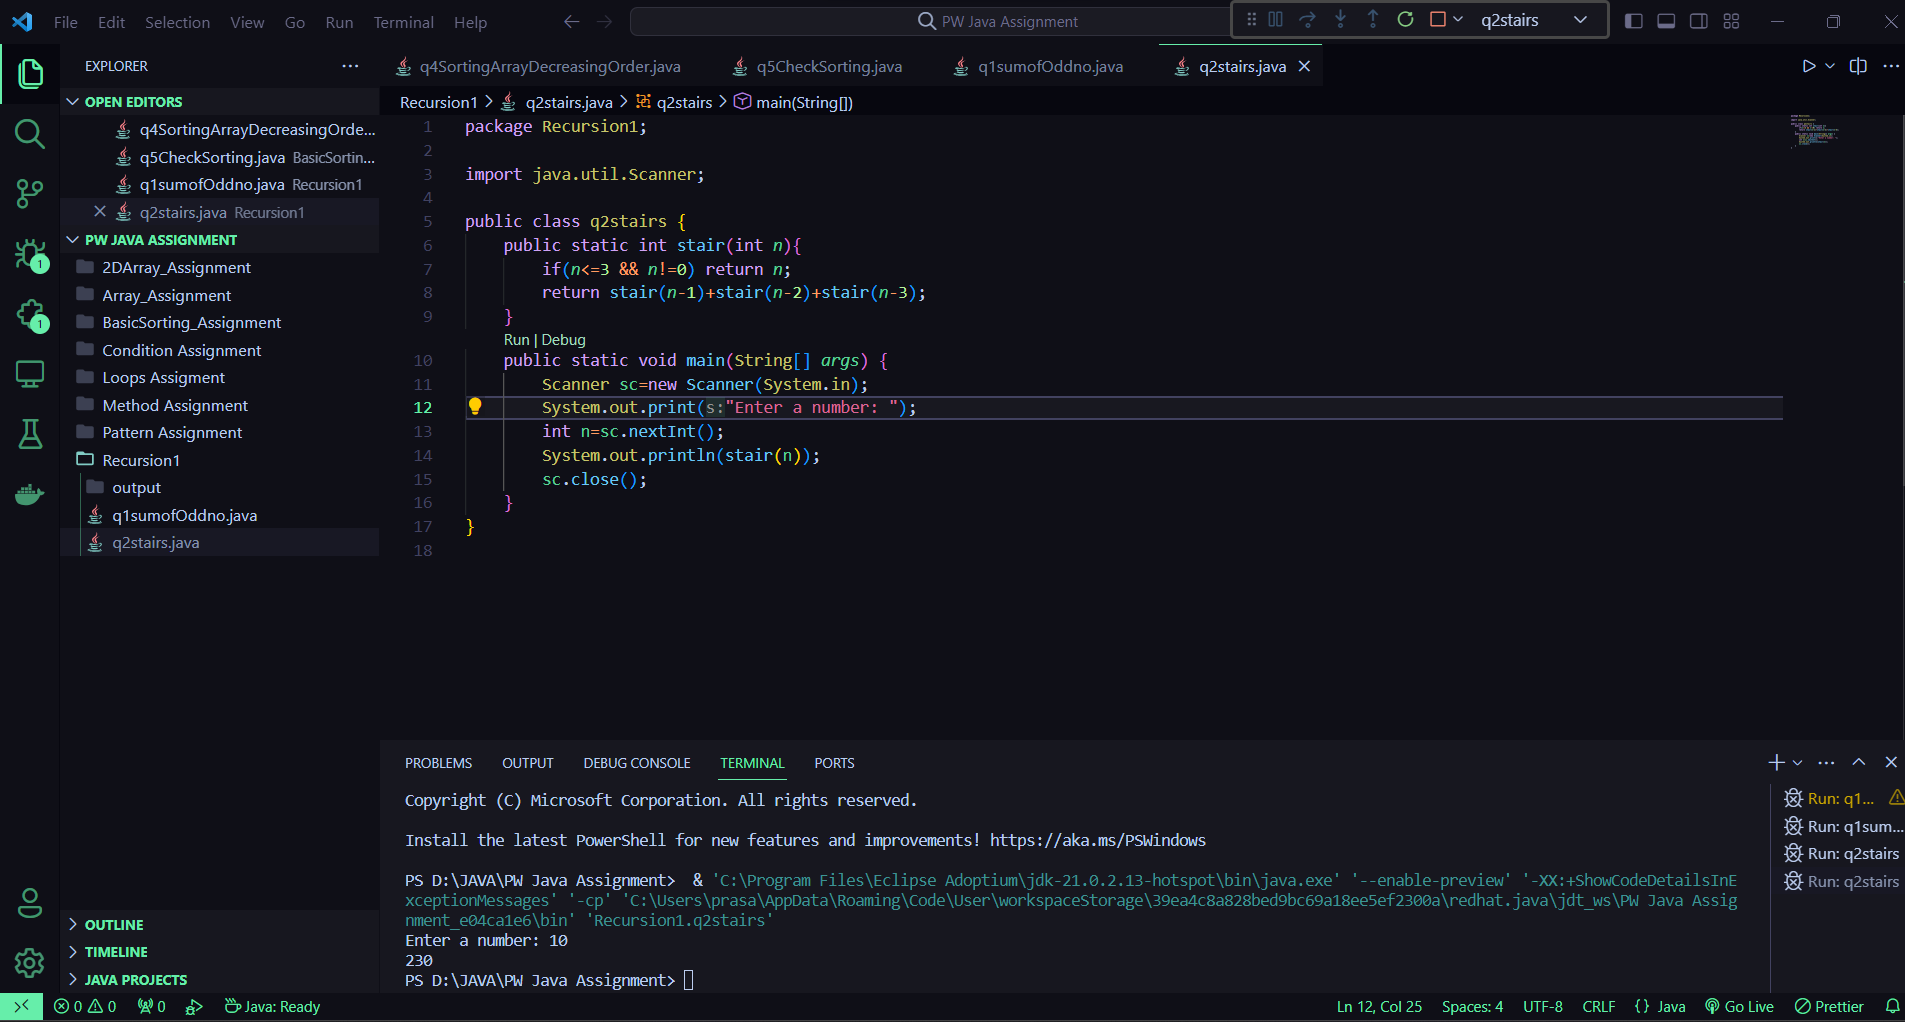 File Edit Selection View Go Run Terminal Help
PW Java Assignment
q2stairs
EXPLORER
OPEN EDITORS
q4SortingArrayDecreasingOrde...
q5CheckSorting.java BasicSortin...
q1sumofOddno.java Recursion1
q2stairs.java Recursion1
PW JAVA ASSIGNMENT
2DArray_Assignment
Array_Assignment
BasicSorting_Assignment
Condition Assignment
Loops Assigment
Method Assignment
Pattern Assignment
Recursion1
output
q1sumofOddno.java
q2stairs.java
OUTLINE
TIMELINE
JAVA PROJECTS
1
1
q4SortingArrayDecreasingOrder.java q5CheckSorting.java q1sumofOddno.java q2stairs.java
Recursion1 > q2stairs.java > q2stairs > main(String[])
1 package Recursion1;
2
3 import java.util.Scanner;
4
5 public class q2stairs {
6 public static int stair(int n){
7 if(n<=3 && n!=0) return n;
8 return stair(n-1)+stair(n-2)+stair(n-3);
9 }
Run | Debug
10 public static void main(String[] args) {
11 Scanner sc=new Scanner(System.in);
12 System.out.print(s:"Enter a number: ");
13 int n=sc.nextInt();
14 System.out.println(stair(n));
15 sc.close();
16 }
17 }
18
PROBLEMS OUTPUT DEBUG CONSOLE TERMINAL PORTS
Copyright (C) Microsoft Corporation. All rights reserved.
Install the latest PowerShell for new features and improvements! https://aka.ms/PSWindows
PS D:\JAVA\PW Java Assignment>  & 'C:\Program Files\Eclipse Adoptium\jdk-21.0.2.13-hotspot\bin\java.exe' '--enable-preview' '-XX:+ShowCodeDetailsInE
xceptionMessages' '-cp' 'C:\Users\prasa\AppData\Roaming\Code\User\workspaceStorage\39ea4c8a828bed9bc69a18ee5ef2300a\redhat.java\jdt_ws\PW Java Assig
nment_e04ca1e6\bin' 'Recursion1.q2stairs'
Enter a number: 10
230
PS D:\JAVA\PW Java Assignment>
Run: q1...
Run: q1sum...
Run: q2stairs
Run: q2stairs
0 0 0 Java: Ready
Ln 12, Col 25 Spaces: 4 UTF-8 CRLF {} Java Go Live Prettier